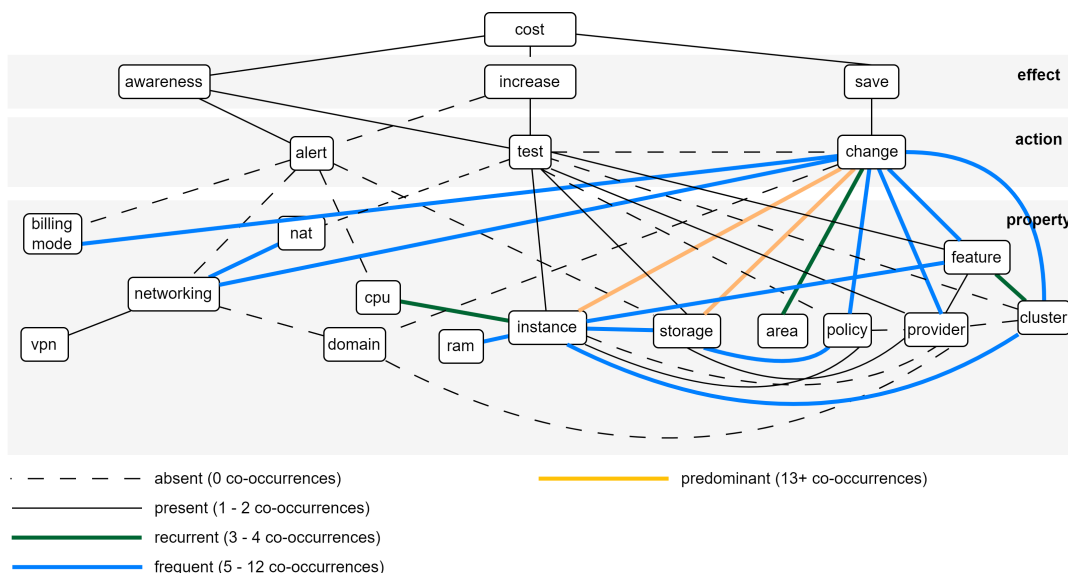 cost
awareness
increase
save
effect
alert
test
change
action
billing
mode
nat
property
feature
networking
cpu
instance
storage
area
policy
provider
cluster
vpn
domain
ram
absent (0 co-occurrences)
predominant (13+ co-occurrences)
present (1 - 2 co-occurrences)
recurrent (3 - 4 co-occurrences)
frequent (5 - 12 co-occurrences)